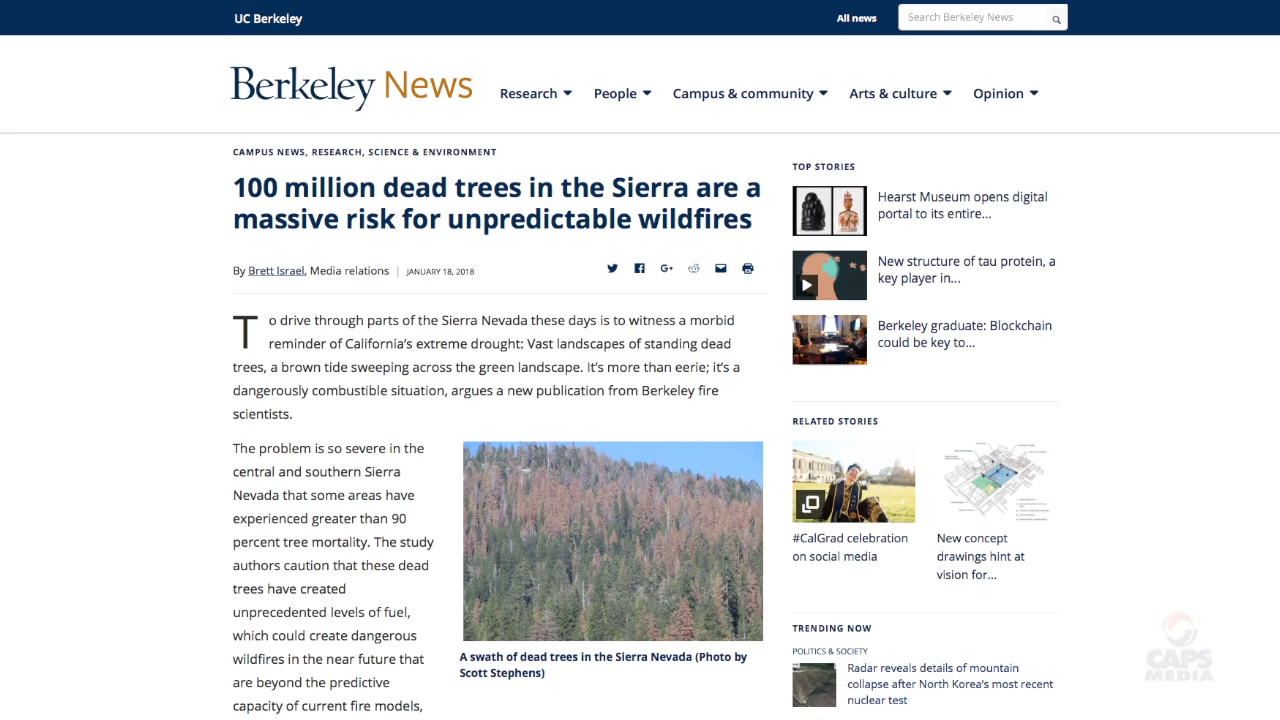 UC Berkeley
All news
Search Berkeley News
Berkeley News
Research
People
Campus & community
Arts & culture
Opinion
CAMPUS NEWS, RESEARCH, SCIENCE & ENVIRONMENT
100 million dead trees in the Sierra are a
massive risk for unpredictable wildfires
By Brett Israel, Media relations | JANUARY 18, 2018
To drive through parts of the Sierra Nevada these days is to witness a morbid
reminder of California’s extreme drought: Vast landscapes of standing dead
trees, a brown tide sweeping across the green landscape. It’s more than eerie; it’s a
dangerously combustible situation, argues a new publication from Berkeley fire
scientists.
The problem is so severe in the
central and southern Sierra
Nevada that some areas have
experienced greater than 90
percent tree mortality. The study
authors caution that these dead
trees have created
unprecedented levels of fuel,
which could create dangerous
wildfires in the near future that
are beyond the predictive
capacity of current fire models,
A swath of dead trees in the Sierra Nevada (Photo by
Scott Stephens)
TOP STORIES
Hearst Museum opens digital
portal to its entire...
New structure of tau protein, a
key player in...
Berkeley graduate: Blockchain
could be key to...
RELATED STORIES
#CalGrad celebration
on social media
New concept
drawings hint at
vision for...
TRENDING NOW
POLITICS & SOCIETY
Radar reveals details of mountain
collapse after North Korea’s most recent
nuclear test
CAPS
MEDIA